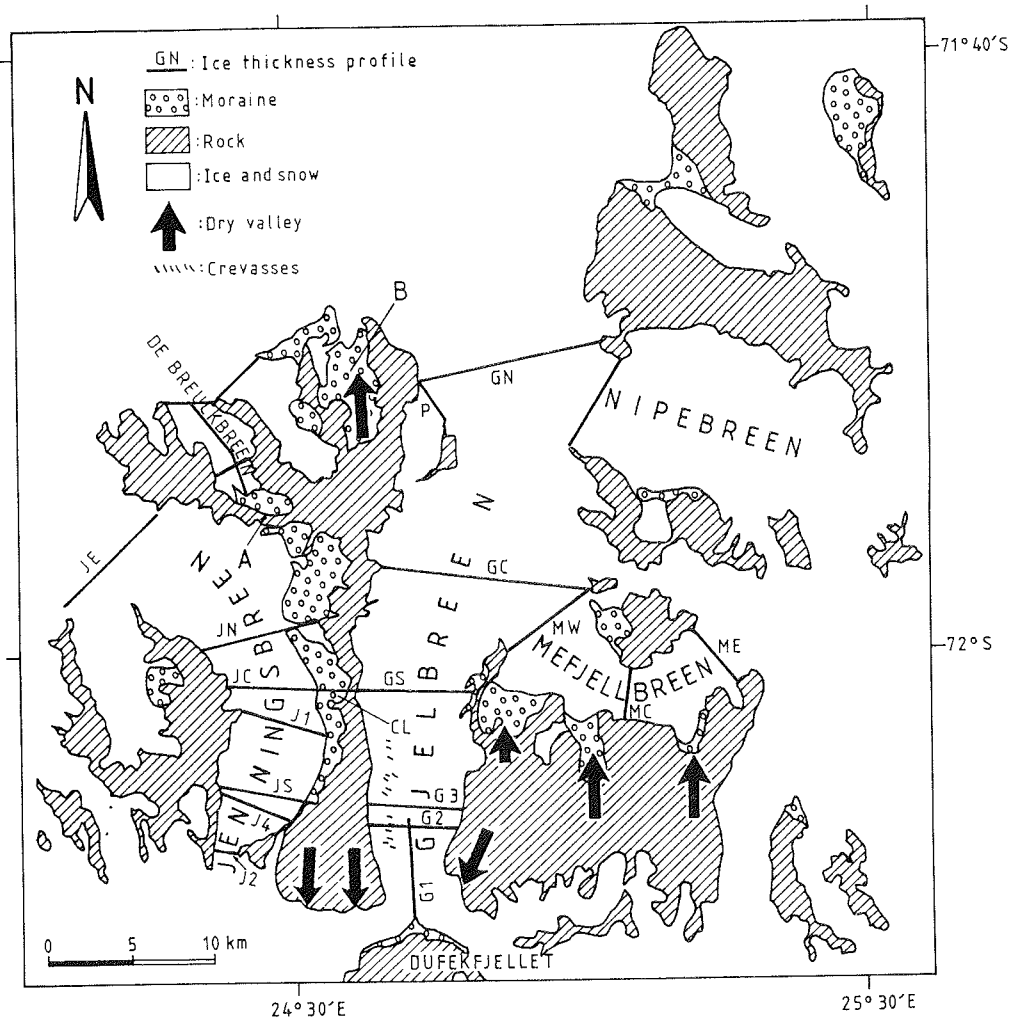 71°40'S
GN : Ice thickness profile
N
:Moraine
:Rock
:Ice and snow
:Dry valley
:Crevasses
B
DE BREUCKBREEN
GN
P
NIPEBREEN
A
JE
GC
GJELBREEN
JENNINGSBREEN
JN
MW
MEFJELLBREEN
ME
72°S
JC
GS
MC
J1
CL
JS
G3
J4
G2
J2
G1
0 5 10 km
DUFEKFJELLET
24°30'E
25°30'E